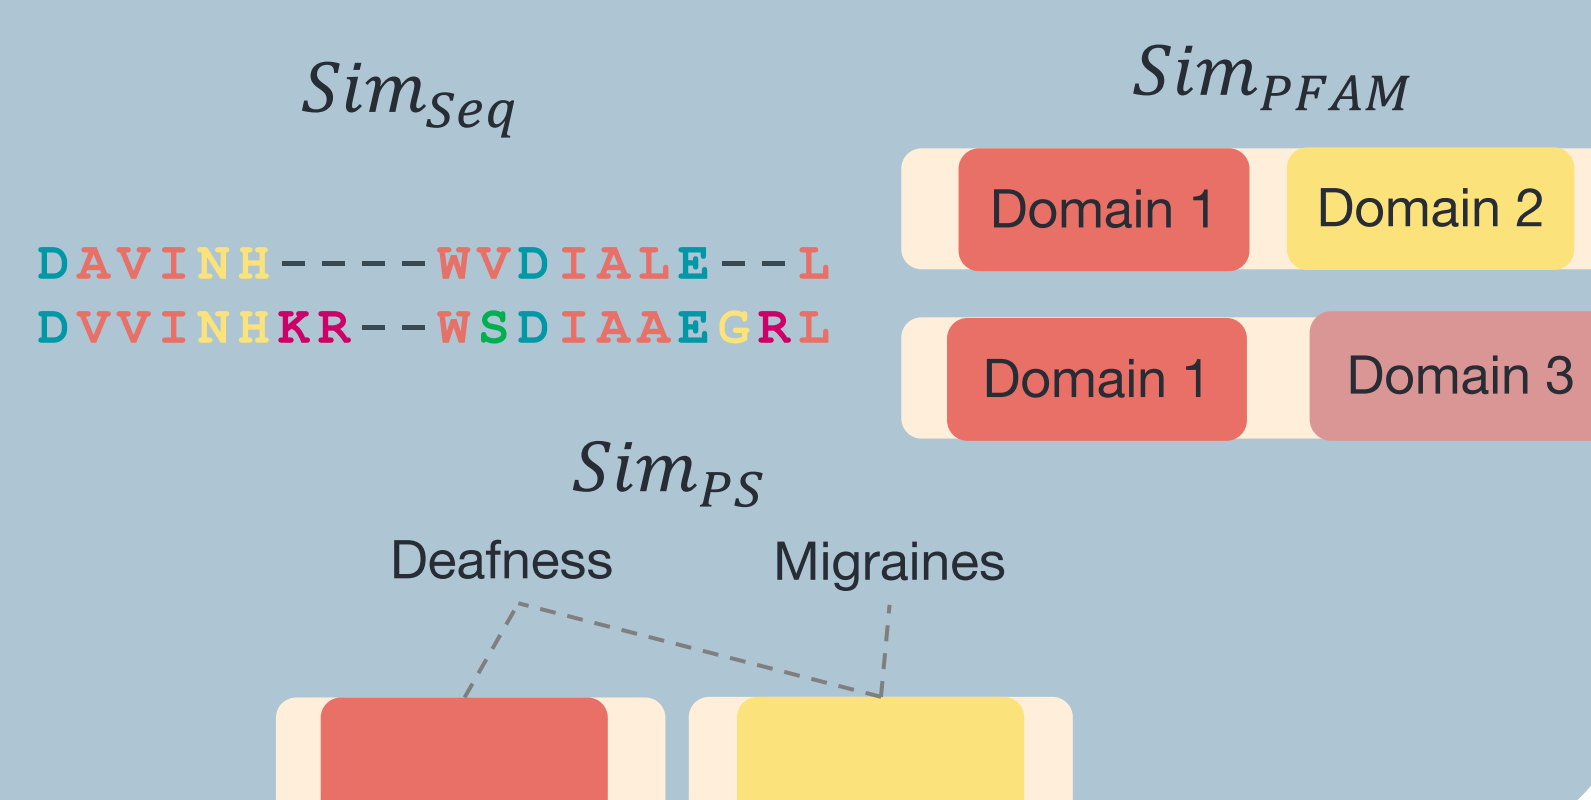 Sim_Seq
DAVINH----WVDIALE--L
DVVINHKR--WSDIAAEGRL
Sim_PFAM
Domain 1 Domain 2
Domain 1 Domain 3
Sim_PS
Deafness Migraines